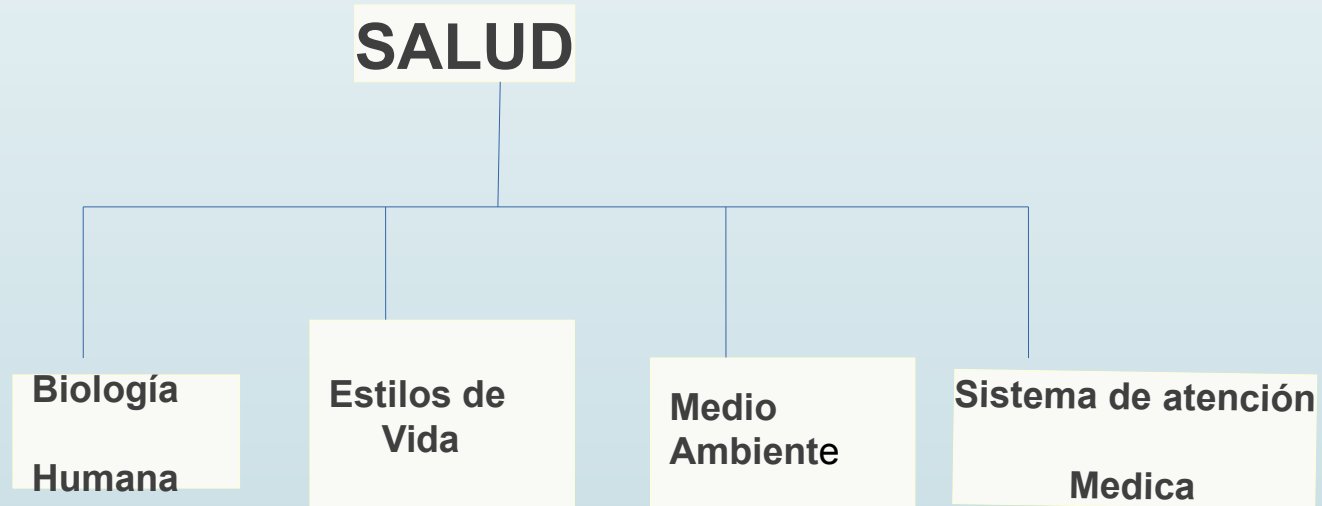 SALUD
Biología
Humana
Estilos de
Vida
Medio
Ambiente
Sistema de atención
Medica